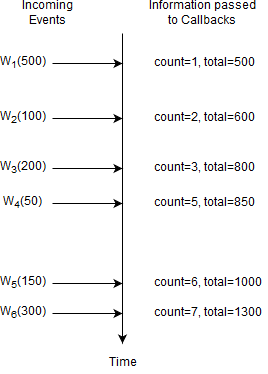 Incoming Events
Information passed to Callbacks
W1(500)
count=1, total=500
W2(100)
count=2, total=600
W3(200)
count=3, total=800
W4(50)
count=5, total=850
W5(150)
count=6, total=1000
W6(300)
count=7, total=1300
Time